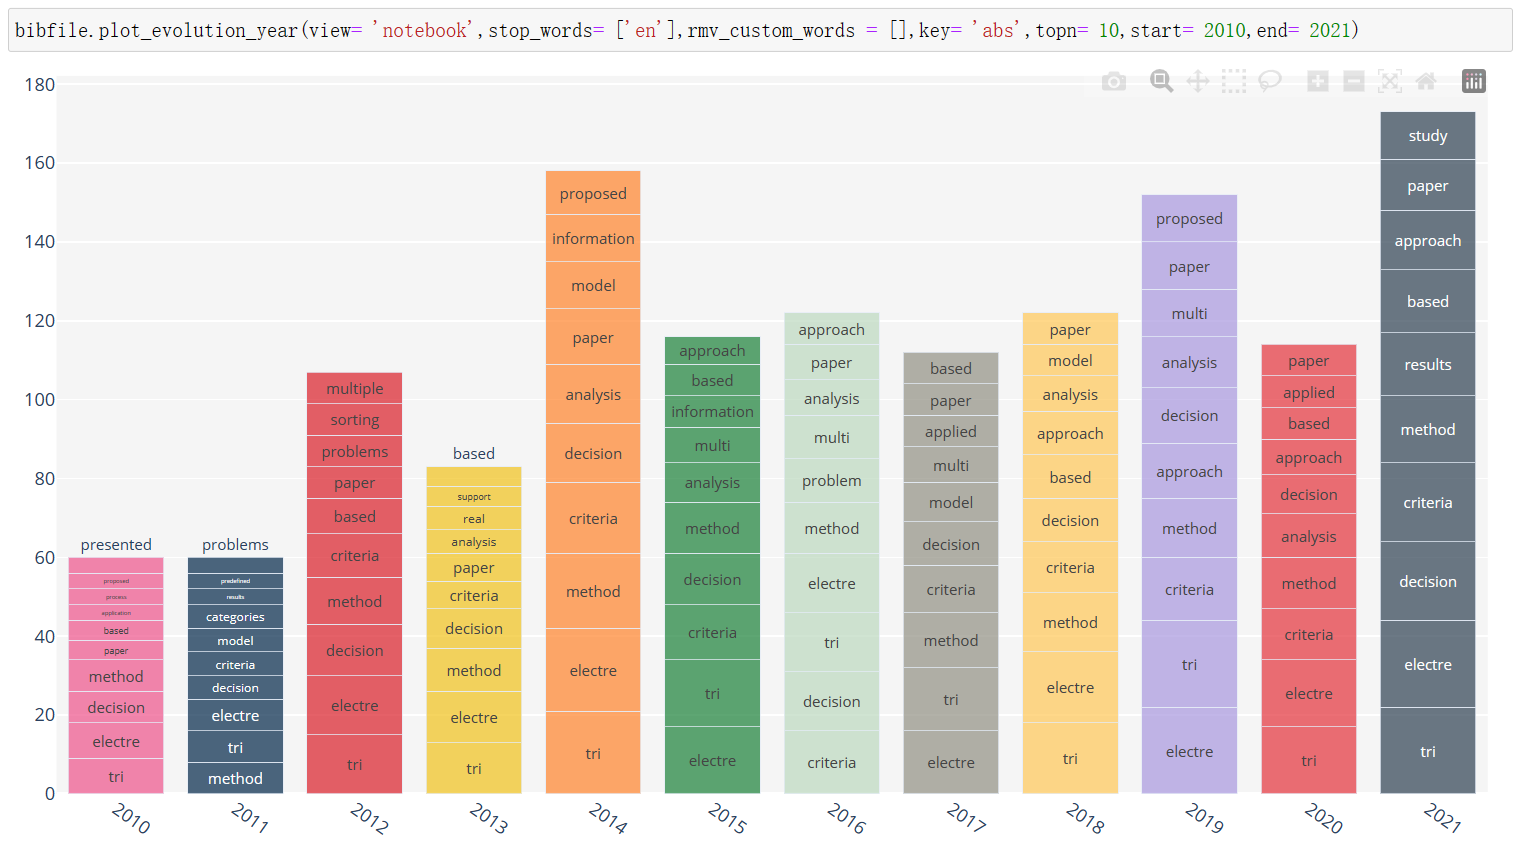 bibfile.plot_evolution_year(view= 'notebook',stop_words= ['en'],rmv_custom_words = [],key= 'abs',topn= 10,start= 2010,end= 2021)
180
160
140
120
100
80
60
40
20
0
presented
proposed
process
application
based
paper
method
decision
electre
tri
2010
problems
predefined
results
categories
model
criteria
decision
electre
tri
method
2011
multiple
sorting
problems
paper
based
criteria
method
decision
electre
tri
2012
based
support
real
analysis
paper
criteria
decision
method
electre
tri
2013
proposed
information
model
paper
analysis
decision
criteria
method
electre
tri
2014
approach
based
information
multi
analysis
method
decision
criteria
tri
electre
2015
approach
paper
analysis
multi
problem
method
electre
tri
decision
criteria
2016
based
paper
applied
multi
model
decision
criteria
method
tri
electre
2017
paper
model
analysis
approach
based
decision
criteria
method
electre
tri
2018
proposed
paper
multi
analysis
decision
approach
method
criteria
tri
electre
2019
paper
applied
based
approach
decision
analysis
method
criteria
electre
tri
2020
study
paper
approach
based
results
method
criteria
decision
electre
tri
2021